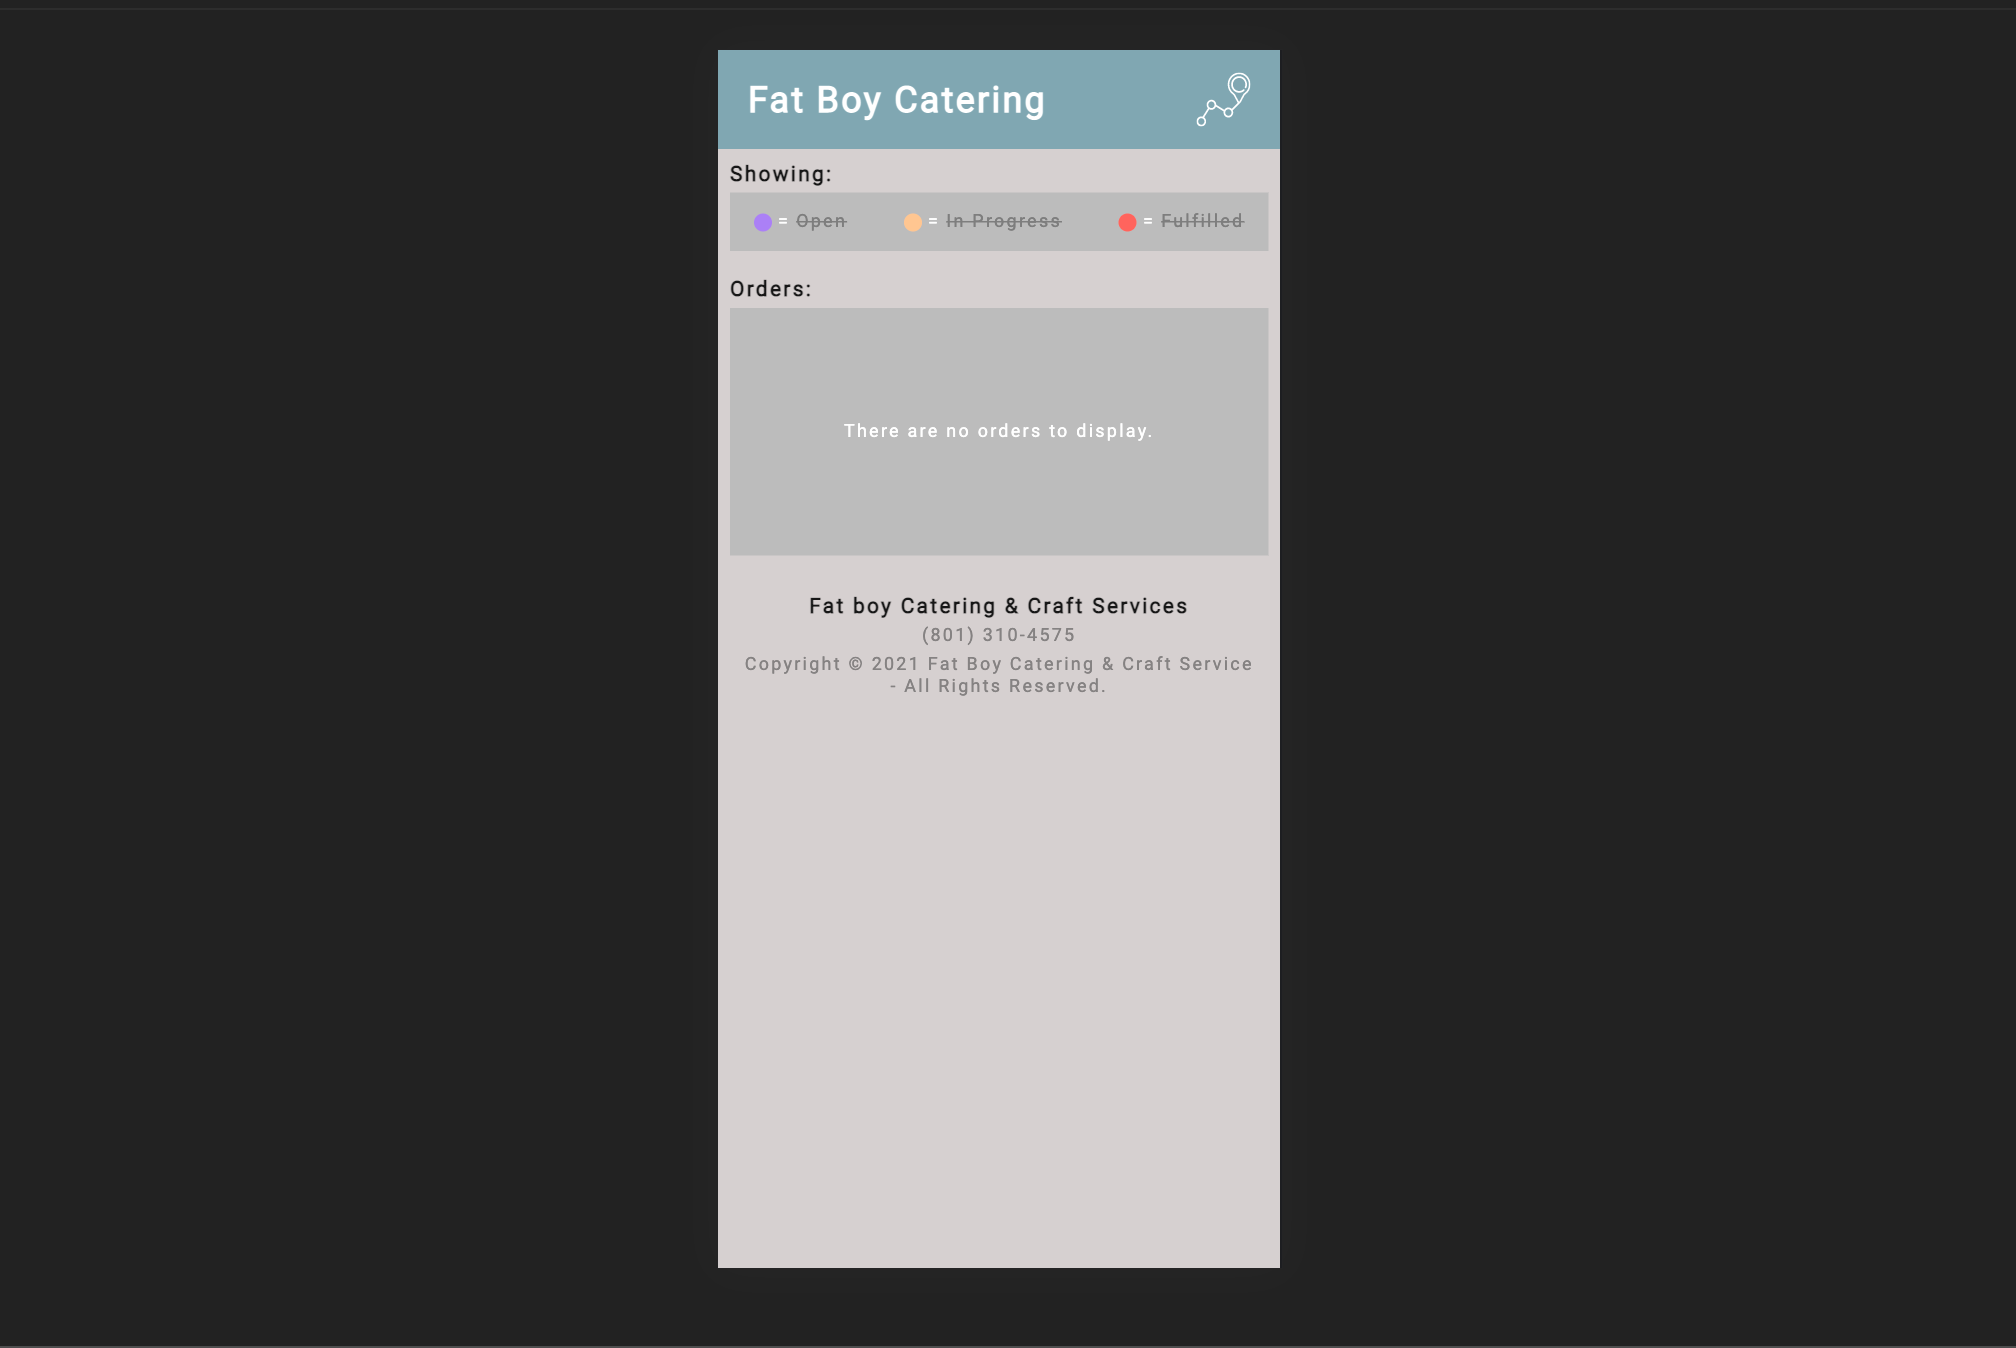 Fat Boy Catering
Showing:
= Open = In Progress = Fulfilled
Orders:
There are no orders to display.
Fat boy Catering & Craft Services
(801) 310-4575
Copyright © 2021 Fat Boy Catering & Craft Service
- All Rights Reserved.